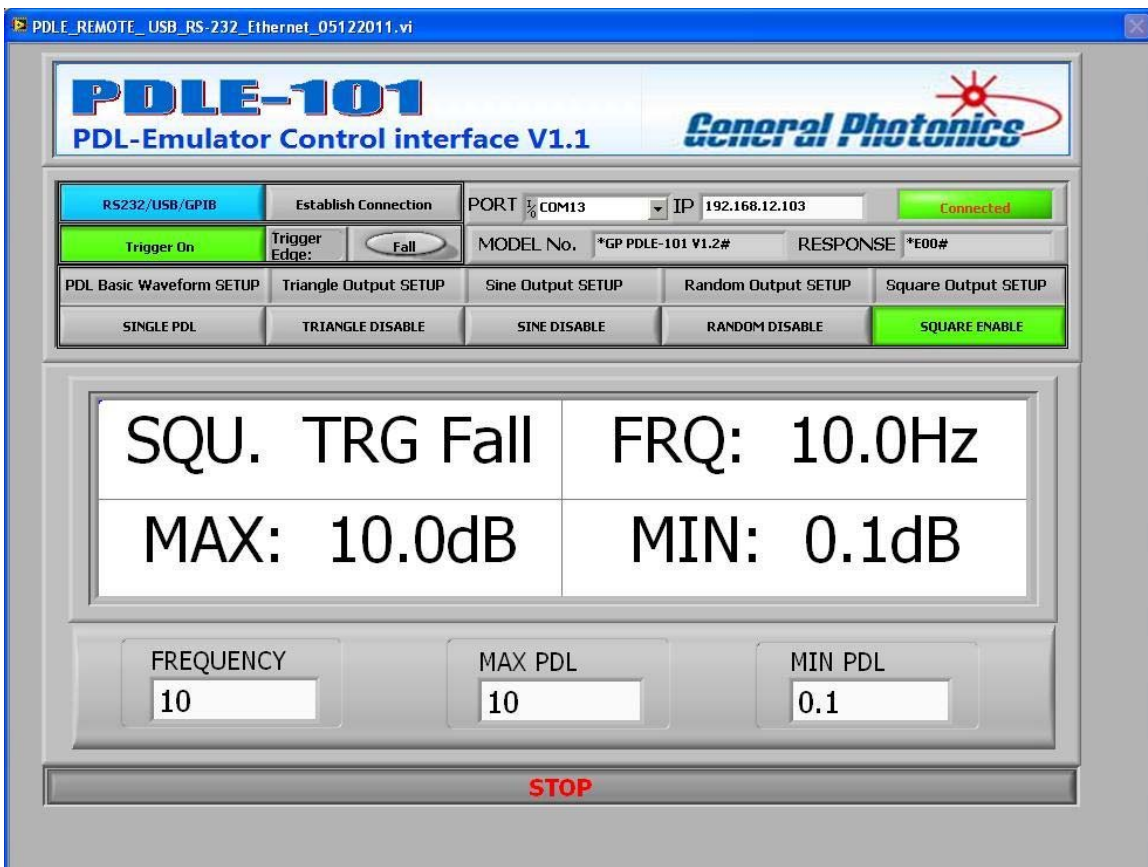 PDLE_REMOTE_ USB_RS-232_Ethernet_05122011.vi
PDLE-101
PDL-Emulator Control interface V1.1
General Photonics
RS232/USB/GPIB Establish Connection PORT COM13 IP 192.168.12.103 Connected
Trigger On Trigger Edge: Fall MODEL No. *GP PDLE-101 V1.2# RESPONSE *E00#
PDL Basic Waveform SETUP Triangle Output SETUP Sine Output SETUP Random Output SETUP Square Output SETUP
SINGLE PDL TRIANGLE DISABLE SINE DISABLE RANDOM DISABLE SQUARE ENABLE
SQU. TRG Fall FRQ: 10.0Hz
MAX: 10.0dB MIN: 0.1dB
FREQUENCY MAX PDL MIN PDL
10 10 0.1
STOP